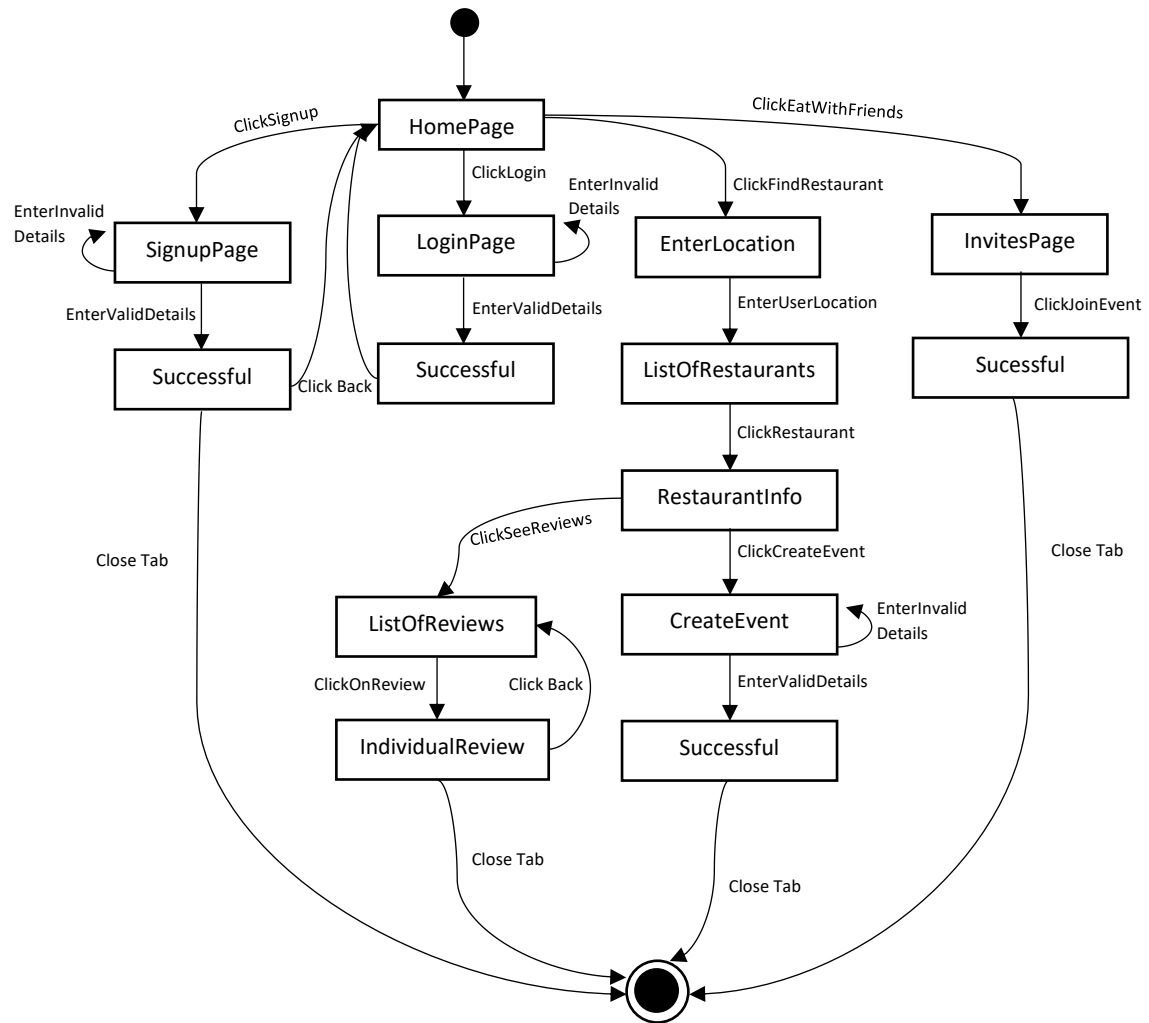 ClickEatWithFriends
ClickSignup
HomePage
ClickLogin
ClickFindRestaurant
EnterInvalid
Details
EnterInvalid
Details
SignupPage
LoginPage
EnterLocation
InvitesPage
EnterValidDetails
EnterValidDetails
EnterUserLocation
ClickJoinEvent
Successful
Click Back
Successful
ListOfRestaurants
Sucessful
ClickRestaurant
RestaurantInfo
ClickSeeReviews
ClickCreateEvent
Close Tab
Close Tab
ListOfReviews
CreateEvent
EnterInvalid
Details
ClickOnReview
Click Back
EnterValidDetails
IndividualReview
Successful
Close Tab
Close Tab